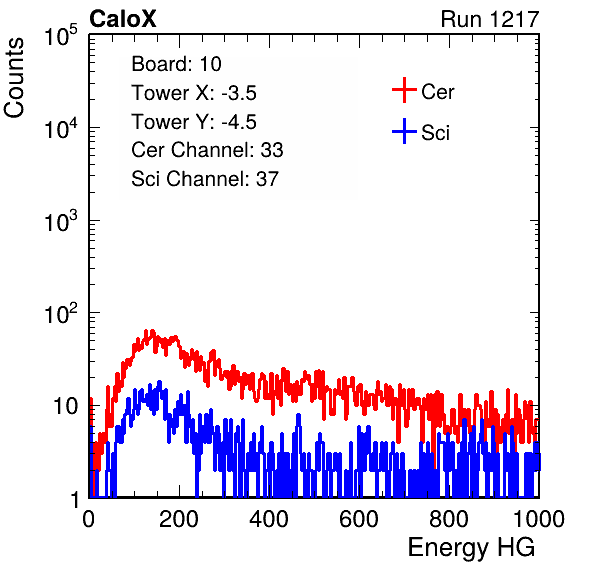 CaloX Run 1217
Counts
10^5
10^4
10^3
10^2
10
1
Board: 10
Tower X: -3.5
Tower Y: -4.5
Cer Channel: 33
Sci Channel: 37
Cer
Sci
0 200 400 600 800 1000
Energy HG